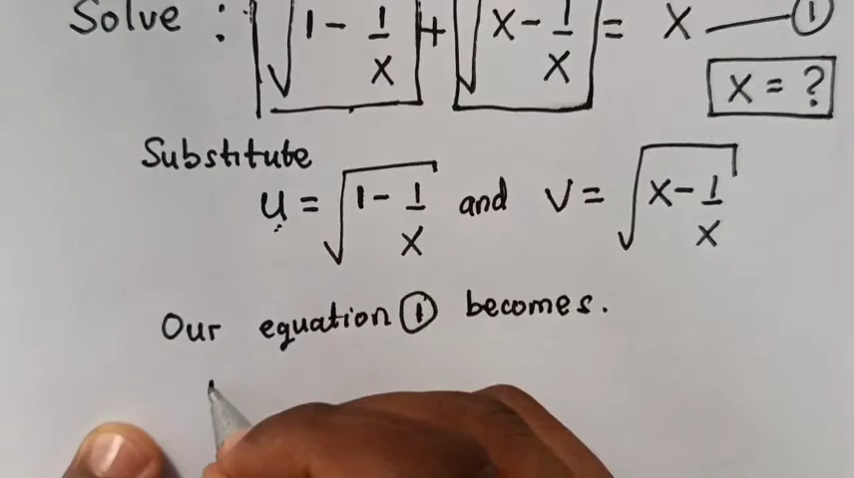 Solve : √1 - 1/x + √x - 1/x = x ——①
x = ?
Substitute
u = √1 - 1/x and v = √x - 1/x
Our equation ① becomes.